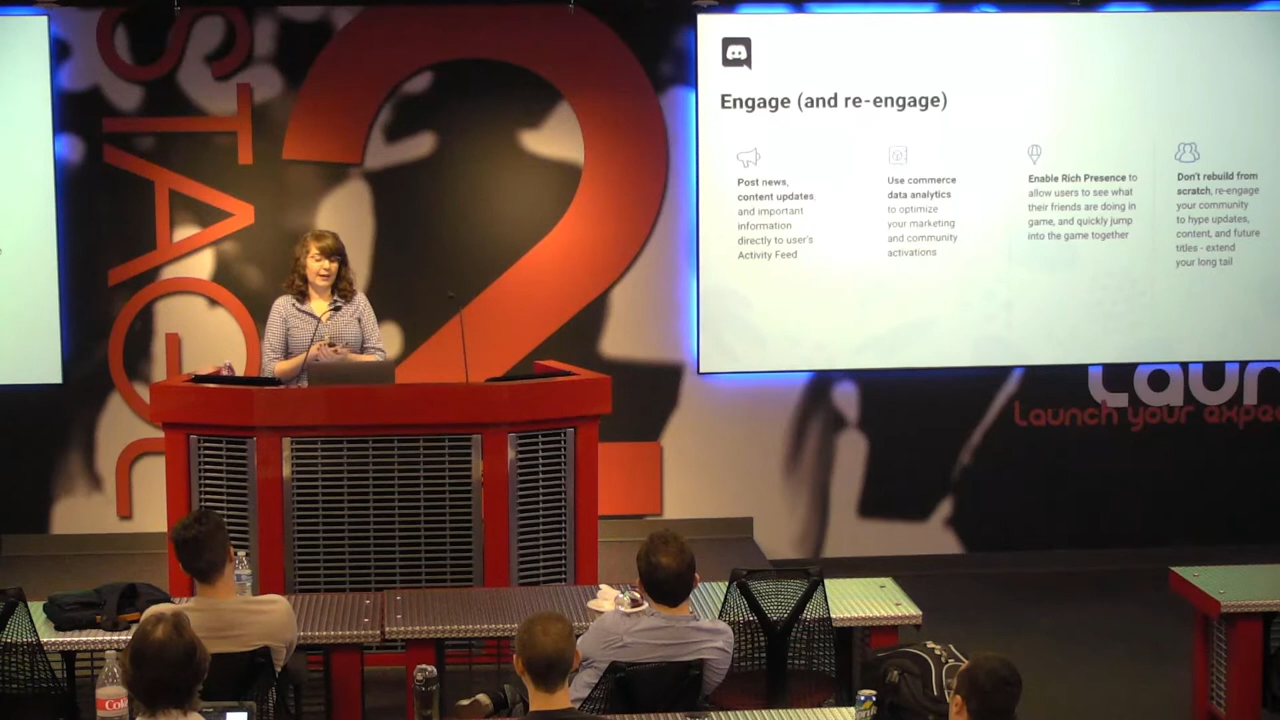 STAGE
2
Engage (and re-engage)
Post news,
content updates,
and important
information
directly to user's
Activity Feed
Use commerce
data analytics
to optimize
your marketing
and community
activations
Enable Rich Presence to
allow users to see what
their friends are doing in
game, and quickly jump
into the game together
Don't rebuild from
scratch, re-engage
your community
to hype updates,
content, and future
titles - extend
your long tail
Laun
Launch your expe
Coke